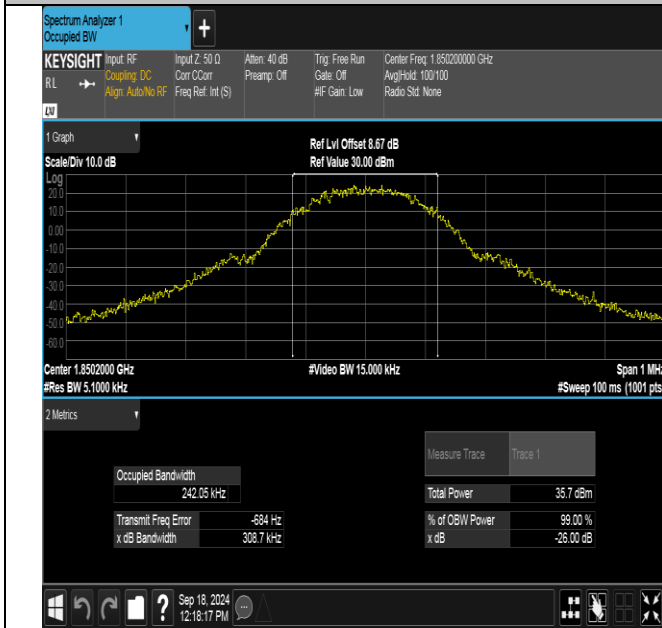 Spectrum Analyzer 1
Occupied BW
+
KEYSIGHT Input: RF Input Z: 50 Ω Atten: 40 dB Trig: Free Run Center Freq: 1.850200000 GHz
RL Coupling: DC Corr CCorr Preamp: Off Gate: Off Avg|Hold: 100/100
Align: Auto/No RF Freq Ref: Int (S) #IF Gain: Low Radio Std: None
LXI
1 Graph
Ref Lvl Offset 8.67 dB
Scale/Div 10.0 dB Ref Value 30.00 dBm
Log
20.0
10.0
0.00
-10.0
-20.0
-30.0
-40.0
-50.0
-60.0
Center 1.8502000 GHz #Video BW 15.000 kHz Span 1 MHz
#Res BW 5.1000 kHz #Sweep 100 ms (1001 pts
2 Metrics
Measure Trace Trace 1
Occupied Bandwidth
242.05 kHz Total Power 35.7 dBm
Transmit Freq Error -684 Hz % of OBW Power 99.00 %
x dB Bandwidth 308.7 kHz x dB -26.00 dB
? Sep 18, 2024
12:18:17 PM